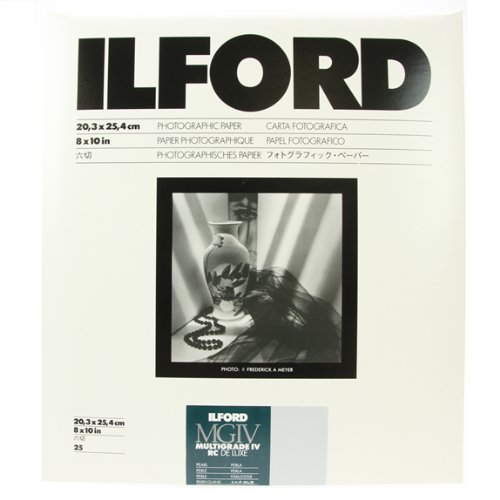 ILFORD
20,3 x 25,4 cm PHOTOGRAPHIC PAPER CARTA FOTOGRAFICA
8 x 10 in PAPIER PHOTOGRAPHIQUE PAPEL FOTOGRAFICO
六切 PHOTOGRAPHISCHES PAPIER フォトグラフィック・ペーパー
PHOTO: © FREDERICK A MEYER
20,3 x 25,4 cm
8 x 10 in
六切
25
ILFORD
MGIV
MULTIGRADE IV
RC DE LUXE
PEARL PERLA
PERLÉ PERLA